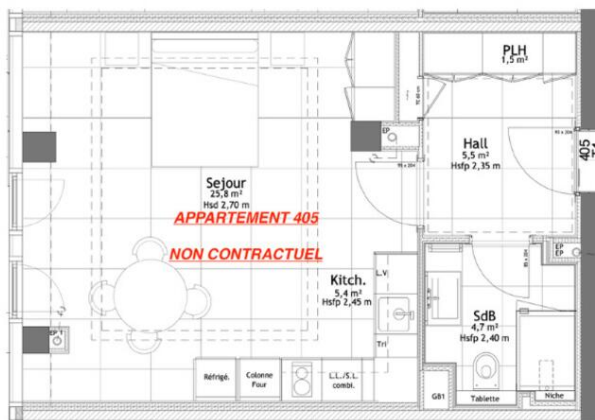 PLH
1,5 m²
Hall
5,5 m²
Hsfp 2,35 m
EP
405
T1
Sejour
25,8 m²
Hsd 2,70 m
APPARTEMENT 405
NON CONTRACTUEL
Kitch.
5,4 m²
Hsfp 2,45 m
L.V
Tri
EP
EP
SdB
4,7 m²
Hsfp 2,40 m
Réfrigé.
Colonne
Four
L.L./S.L.
combi.
GB1
Tablette
Niche